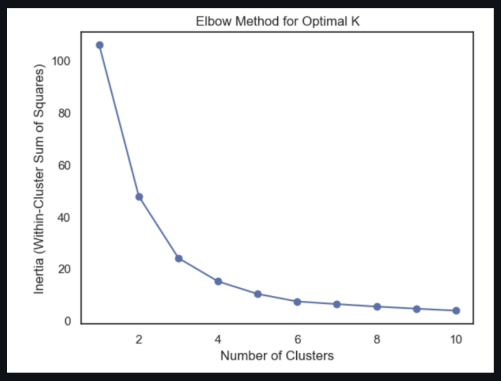 Elbow Method for Optimal K
Inertia (Within-Cluster Sum of Squares)
100
80
60
40
20
0
2 4 6 8 10
Number of Clusters